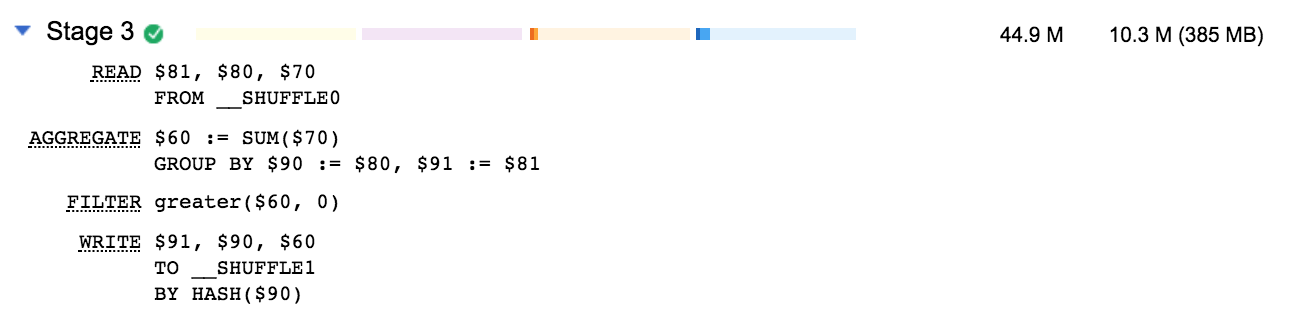 Stage 3 44.9 M 10.3 M (385 MB)
READ $81, $80, $70
FROM __SHUFFLE0
AGGREGATE $60 := SUM($70)
GROUP BY $90 := $80, $91 := $81
FILTER greater($60, 0)
WRITE $91, $90, $60
TO __SHUFFLE1
BY HASH($90)